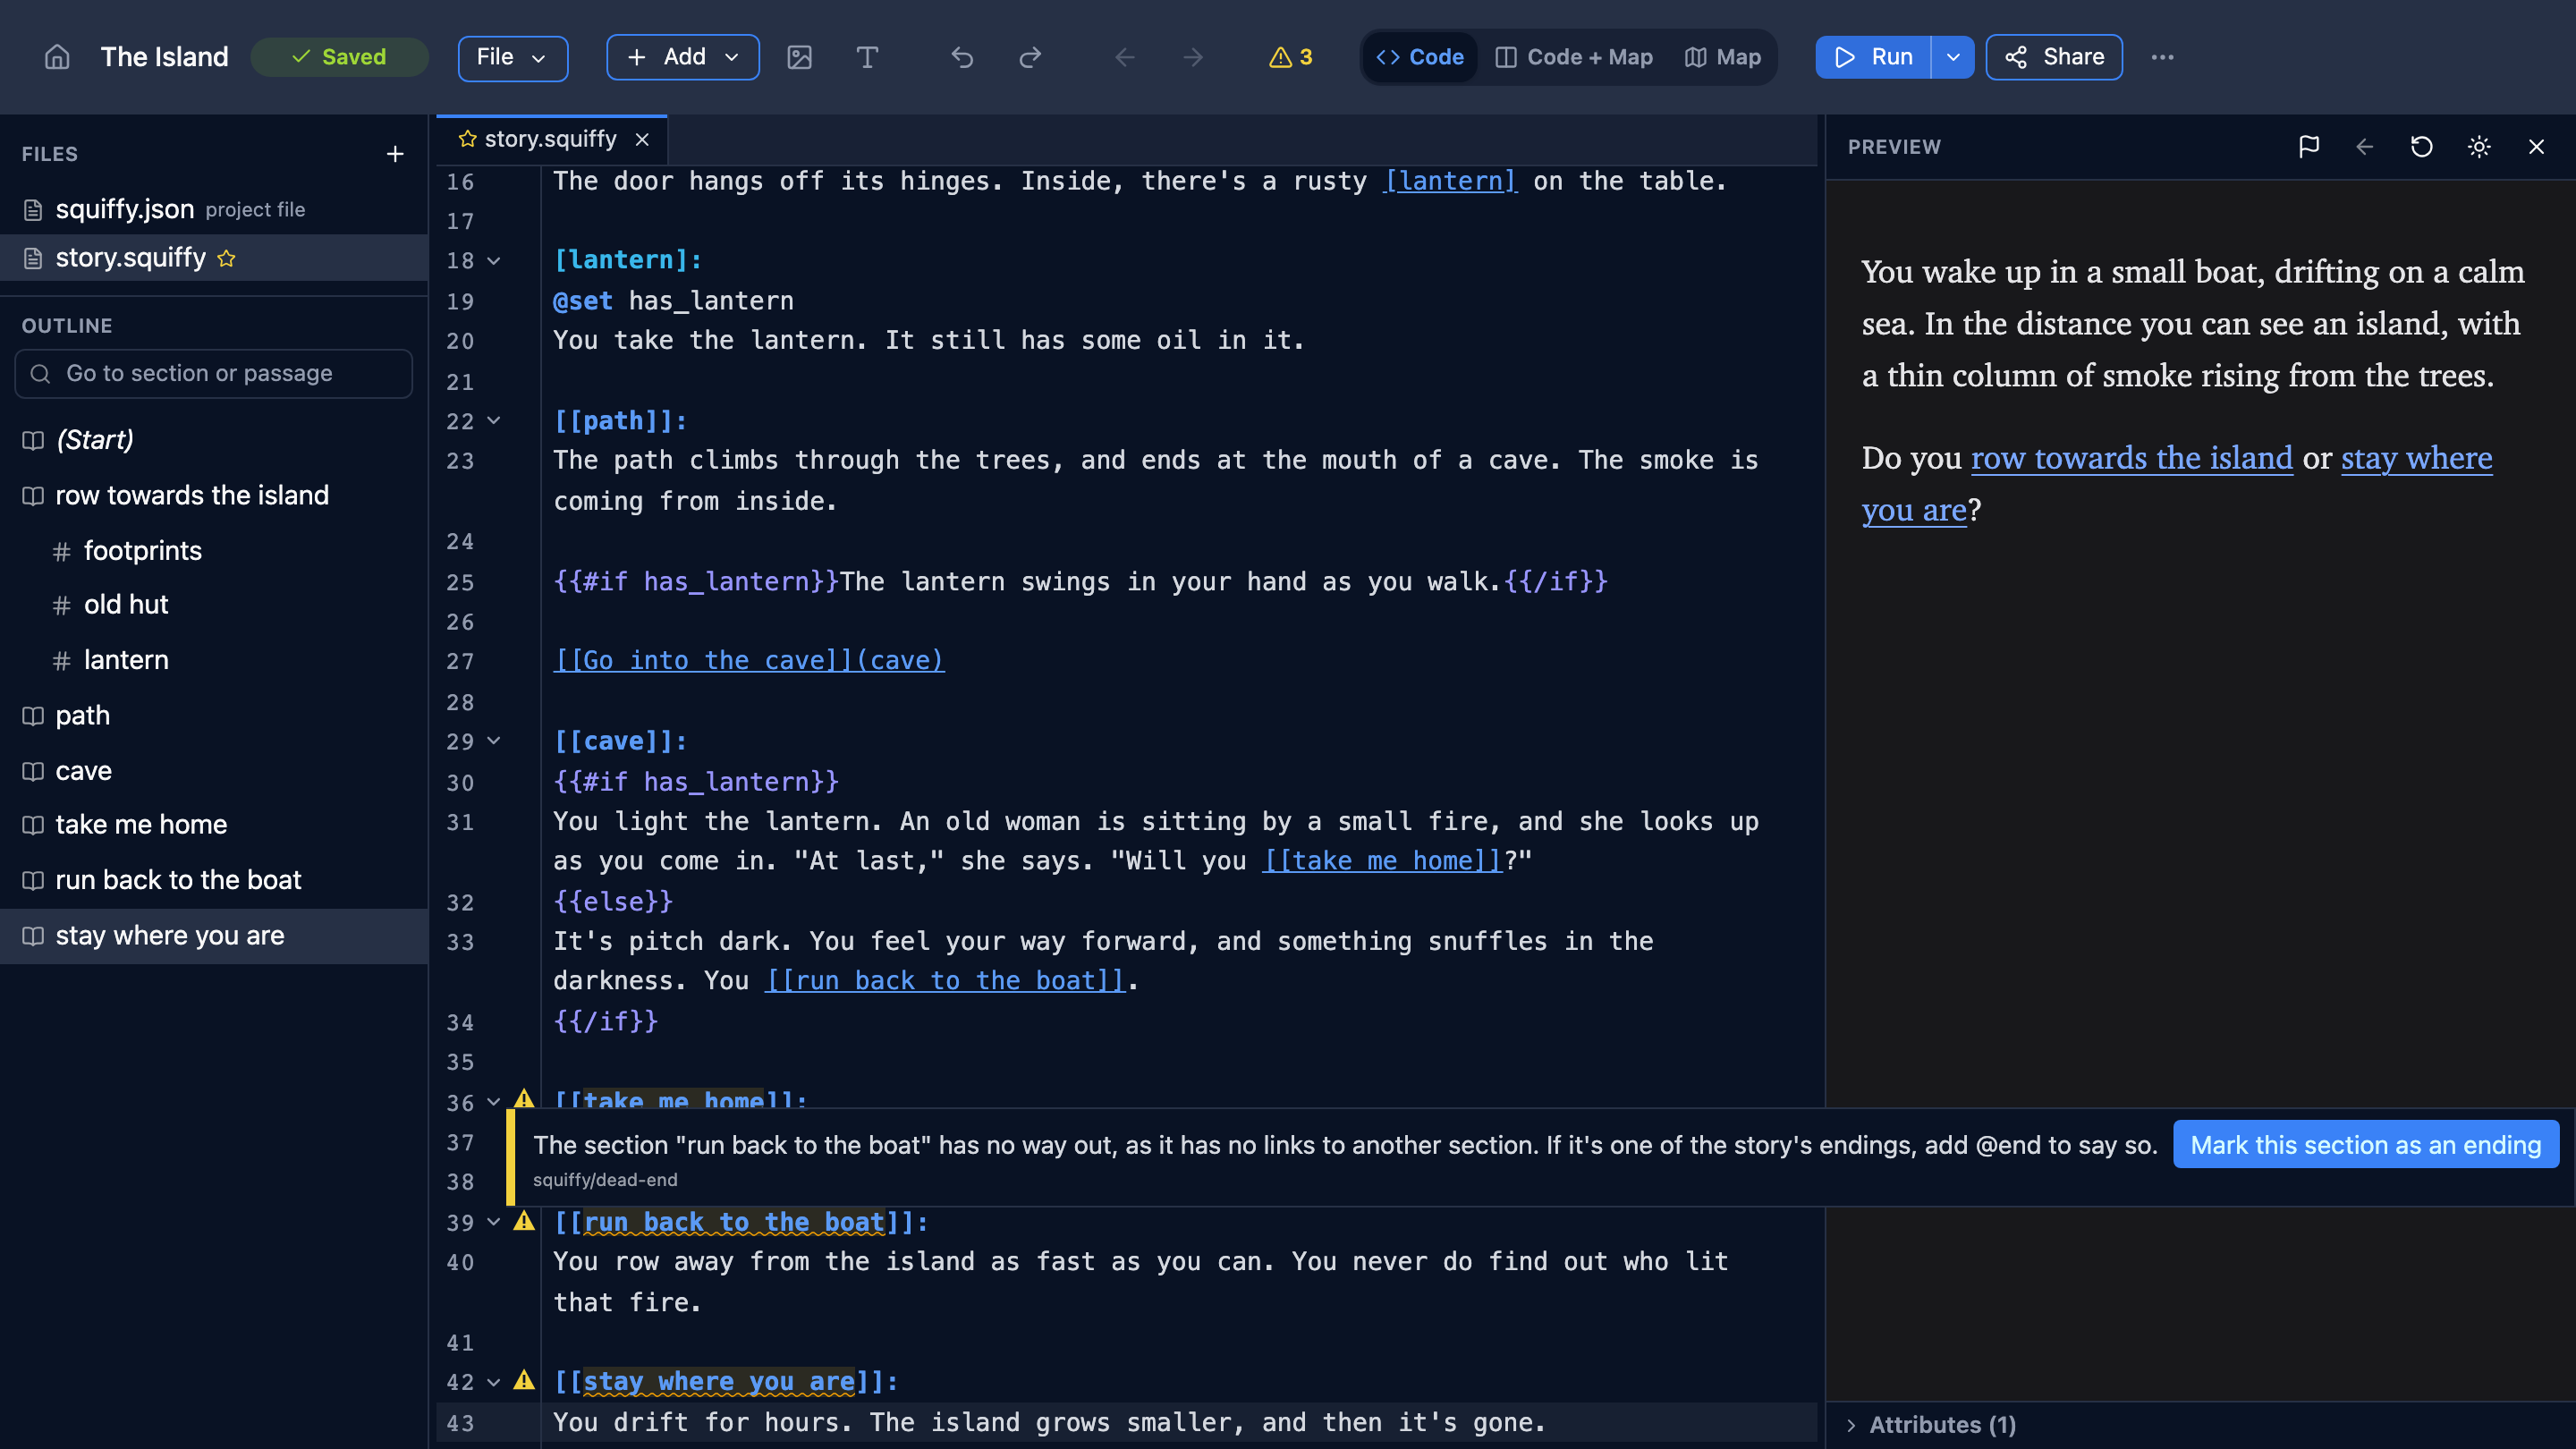 The Island
Saved
File
Add
3
Code
Code + Map
Map
Run
Share
FILES
squiffy.json project file
story.squiffy
OUTLINE
Go to section or passage
(Start)
row towards the island
# footprints
# old hut
# lantern
path
cave
take me home
run back to the boat
stay where you are
story.squiffy
16 The door hangs off its hinges. Inside, there's a rusty [lantern] on the table.
17
18 [lantern]:
19 @set has_lantern
20 You take the lantern. It still has some oil in it.
21
22 [[path]]:
23 The path climbs through the trees, and ends at the mouth of a cave. The smoke is
coming from inside.
24
25 {{#if has_lantern}}The lantern swings in your hand as you walk.{{/if}}
26
27 [[Go into the cave]](cave)
28
29 [[cave]]:
30 {{#if has_lantern}}
31 You light the lantern. An old woman is sitting by a small fire, and she looks up
as you come in. "At last," she says. "Will you [[take me home]]?"
32 {{else}}
33 It's pitch dark. You feel your way forward, and something snuffles in the
darkness. You [[run back to the boat]].
34 {{/if}}
35
36 [[take me home]]:
37
38
The section "run back to the boat" has no way out, as it has no links to another section. If it's one of the story's endings, add @end to say so.
squiffy/dead-end
Mark this section as an ending
39 [[run back to the boat]]:
40 You row away from the island as fast as you can. You never do find out who lit
that fire.
41
42 [[stay where you are]]:
43 You drift for hours. The island grows smaller, and then it's gone.
PREVIEW
You wake up in a small boat, drifting on a calm
sea. In the distance you can see an island, with
a thin column of smoke rising from the trees.
Do you row towards the island or stay where
you are?
Attributes (1)